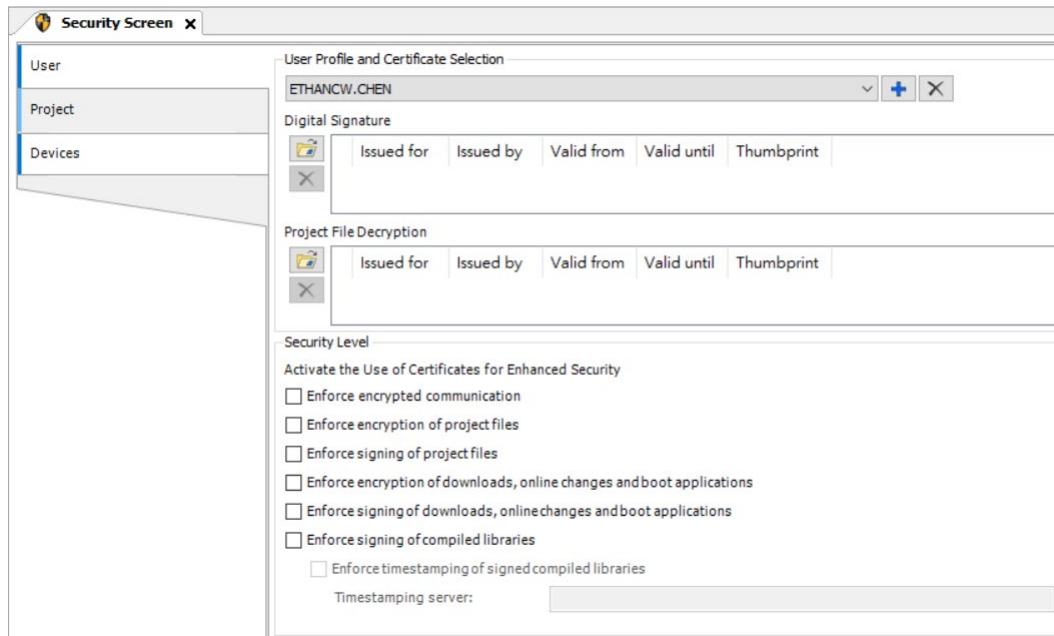 Security Screen
User
Project
Devices
User Profile and Certificate Selection
ETHANCW.CHEN
Digital Signature
Issued for Issued by Valid from Valid until Thumbprint
Project File Decryption
Issued for Issued by Valid from Valid until Thumbprint
Security Level
Activate the Use of Certificates for Enhanced Security
Enforce encrypted communication
Enforce encryption of project files
Enforce signing of project files
Enforce encryption of downloads, online changes and boot applications
Enforce signing of downloads, online changes and boot applications
Enforce signing of compiled libraries
Enforce timestamping of signed compiled libraries
Timestamping server: